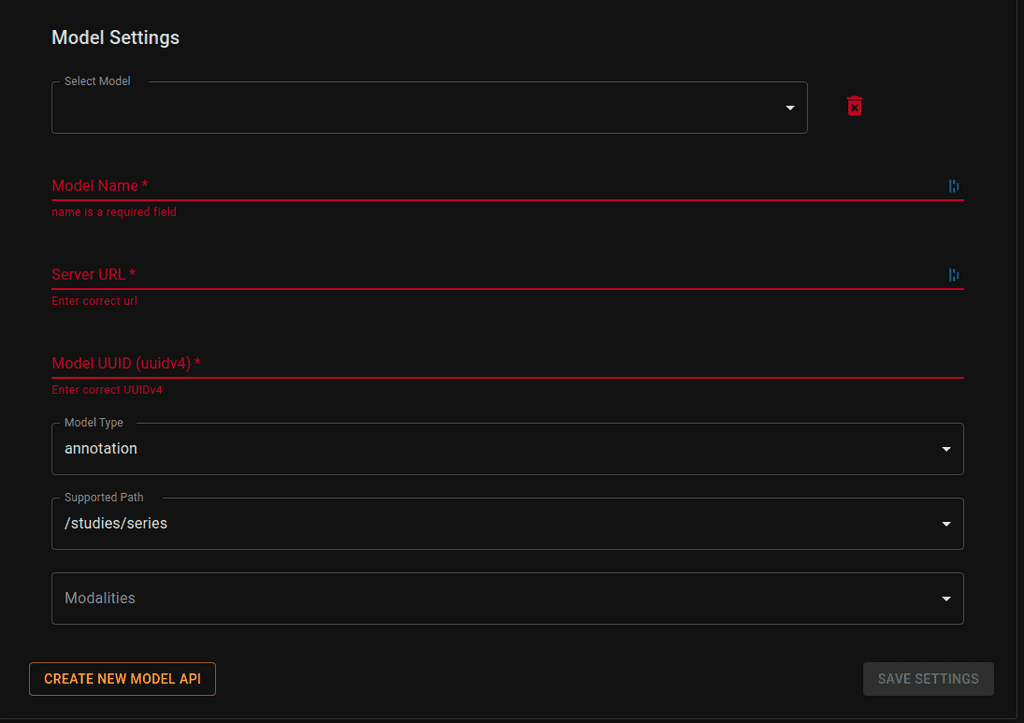 Model Settings
Select Model
Model Name *
name is a required field
Server URL *
Enter correct url
Model UUID (uuidv4) *
Enter correct UUIDv4
Model Type
annotation
Supported Path
/studies/series
Modalities
CREATE NEW MODEL API
SAVE SETTINGS